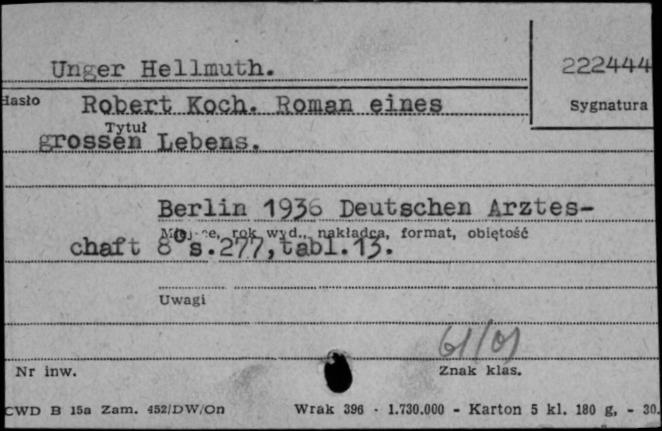 Unger Hellmuth.
222444
Hasło
Robert Koch. Roman eines
Sygnatura
Tytuł
grossen Lebens.
Berlin 1936 Deutschen Arztes-
Miejsce, rok wyd., nakładca, format, objętość
chaft 8° s.277, tabl.13.
Uwagi
61/01
Nr inw.
Znak klas.
CWD B 15a Zam. 452/DW/On
Wrak 396 - 1.730.000 - Karton 5 kl. 180 g, - 30.